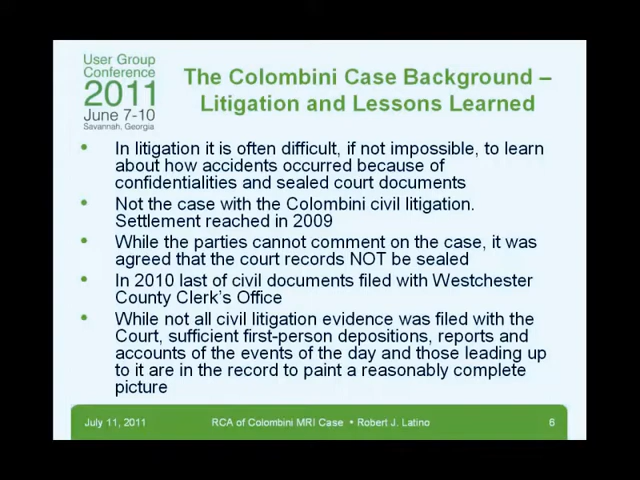 User Group
Conference
2011
June 7-10
Savannah, Georgia
The Colombini Case Background –
Litigation and Lessons Learned
• In litigation it is often difficult, if not impossible, to learn
about how accidents occurred because of
confidentialities and sealed court documents
• Not the case with the Colombini civil litigation.
Settlement reached in 2009
• While the parties cannot comment on the case, it was
agreed that the court records NOT be sealed
• In 2010 last of civil documents filed with Westchester
County Clerk's Office
• While not all civil litigation evidence was filed with the
Court, sufficient first-person depositions, reports and
accounts of the events of the day and those leading up
to it are in the record to paint a reasonably complete
picture
July 11, 2011 RCA of Colombini MRI Case • Robert J. Latino 6